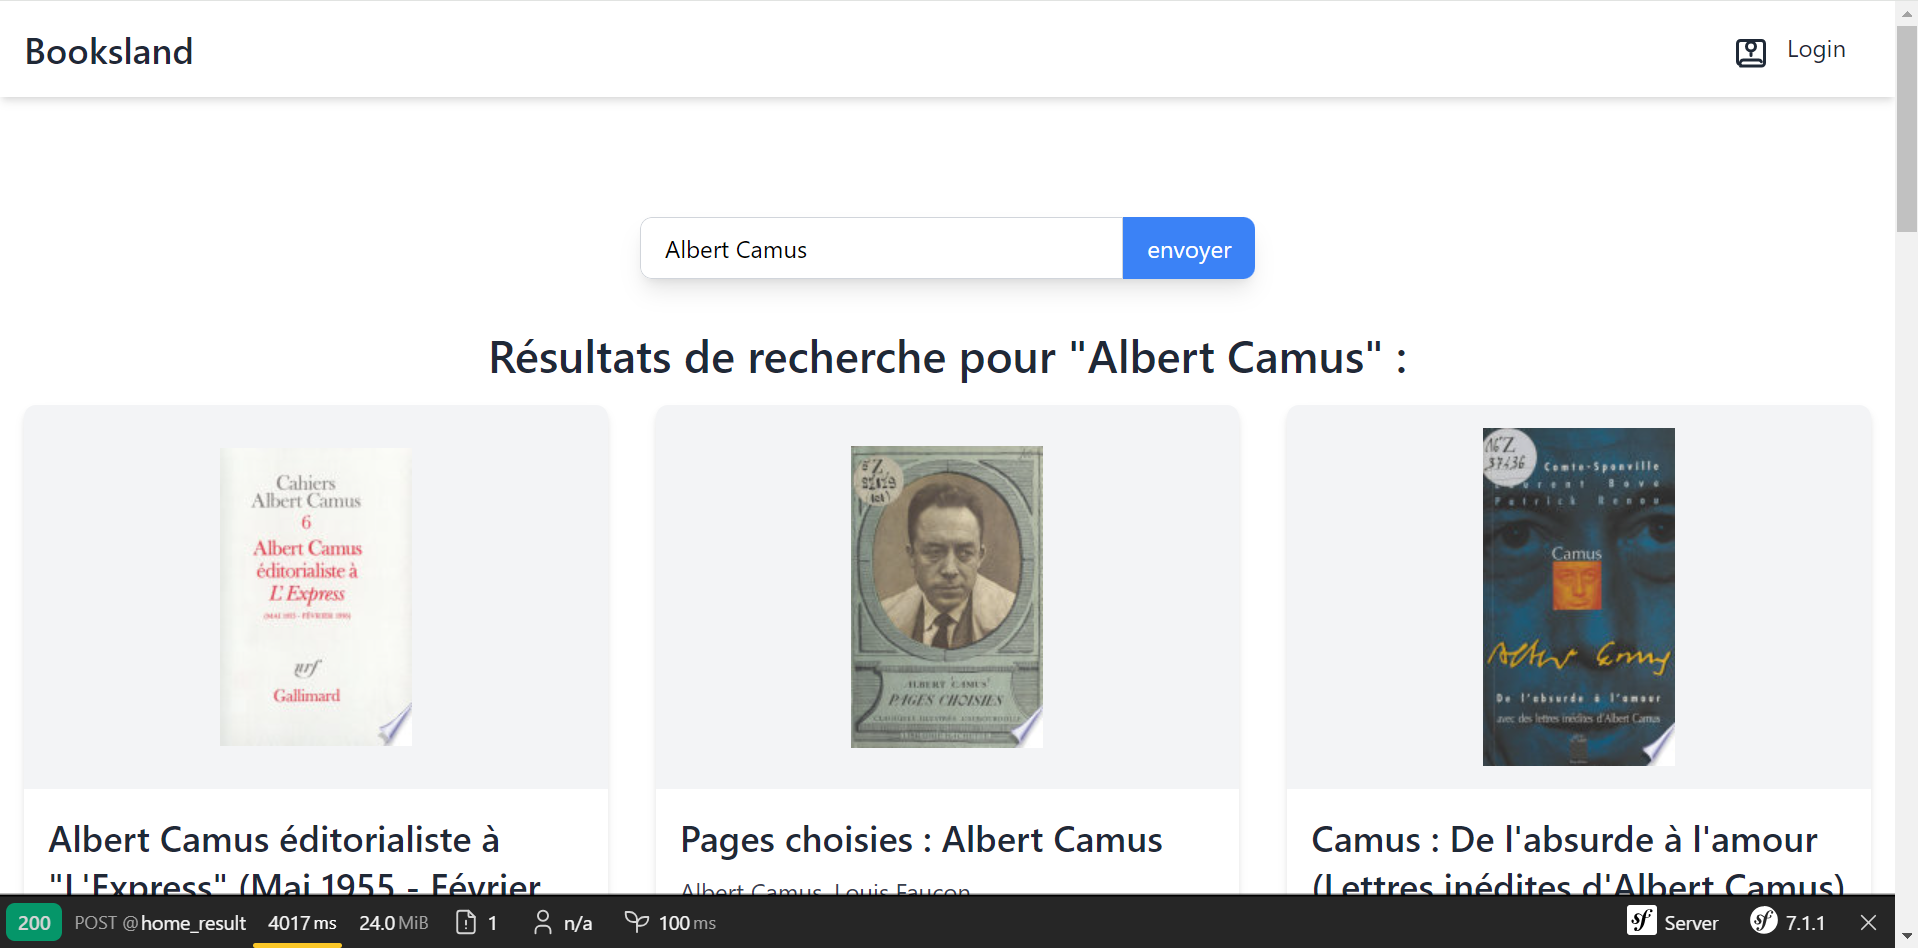 Booksland
Login
Albert Camus
envoyer
Résultats de recherche pour "Albert Camus" :
Cahiers
Albert Camus
6
Albert Camus
éditorialiste à
L'Express
(MAI 1955 - FÉVRIER 1956)
nrf
Gallimard
Z
ALBERT CAMUS
PAGES CHOISIES
16°Z
37436
Comte-Sponville
Laurent Bove
Patrick Renou
Camus
De l'absurde à l'amour
avec des lettres inédites d'Albert Camus
Albert Camus éditorialiste à
"L'Express" (Mai 1955 - Février
Pages choisies : Albert Camus
Albert Camus, Louis Faucon
Camus : De l'absurde à l'amour
(Lettres inédites d'Albert Camus)
200 POST @ home_result 4017 ms 24.0 MiB 1 n/a 100 ms sf Server sf 7.1.1